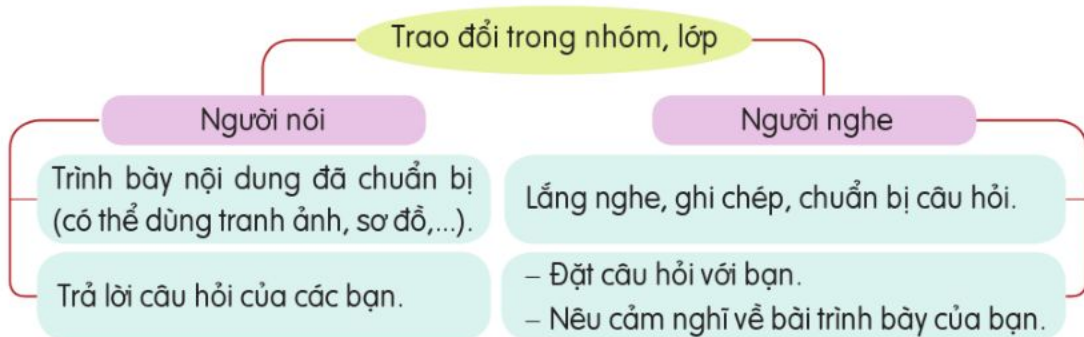 Trao đổi trong nhóm, lớp
Người nói
Trình bày nội dung đã chuẩn bị
(có thể dùng tranh ảnh, sơ đồ,...).
Trả lời câu hỏi của các bạn.
Người nghe
Lắng nghe, ghi chép, chuẩn bị câu hỏi.
– Đặt câu hỏi với bạn.
– Nêu cảm nghĩ về bài trình bày của bạn.